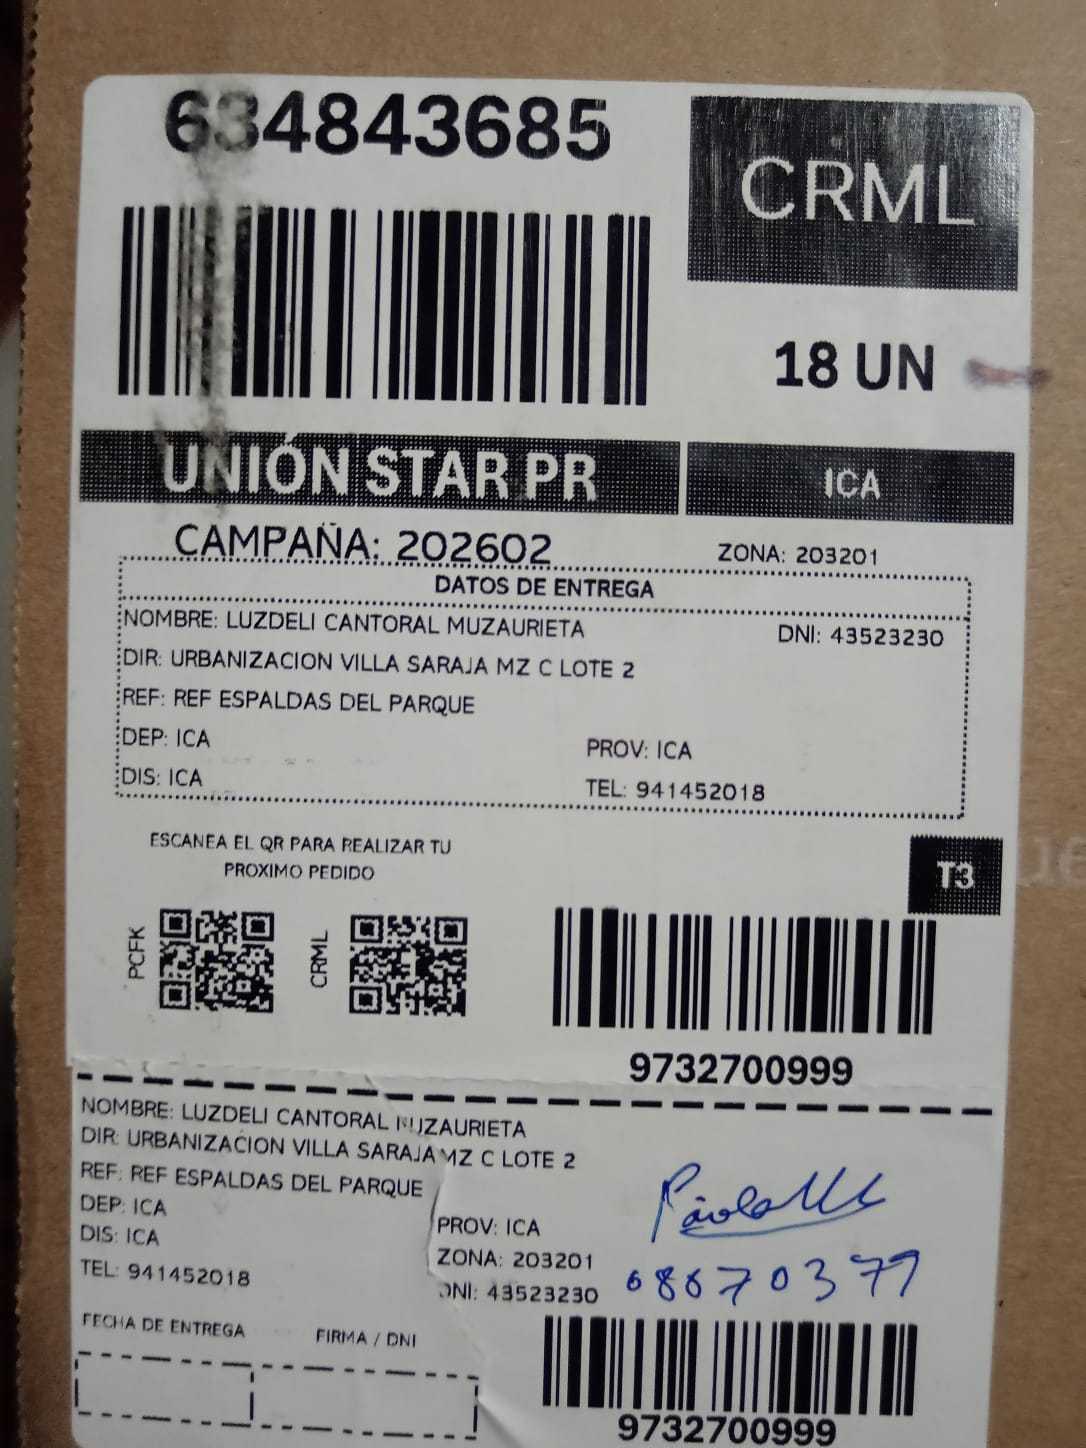 634843685
CRML
18 UN
UNIÓN STAR PR
ICA
CAMPAÑA: 202602
ZONA: 203201
DATOS DE ENTREGA
NOMBRE: LUZDELI CANTORAL MUZAURIETA
DNI: 43523230
DIR: URBANIZACION VILLA SARAJA MZ C LOTE 2
REF: REF ESPALDAS DEL PARQUE
DEP: ICA
PROV: ICA
DIS: ICA
TEL: 941452018
ESCANEA EL QR PARA REALIZAR TU
PROXIMO PEDIDO
T3
PCFK
CRML
9732700999
NOMBRE: LUZDELI CANTORAL MUZAURIETA
DIR: URBANIZACION VILLA SARAJA MZ C LOTE 2
REF: REF ESPALDAS DEL PARQUE
DEP: ICA
PROV: ICA
DIS: ICA
ZONA: 203201
TEL: 941452018
DNI: 43523230
FECHA DE ENTREGA
FIRMA / DNI
9732700999